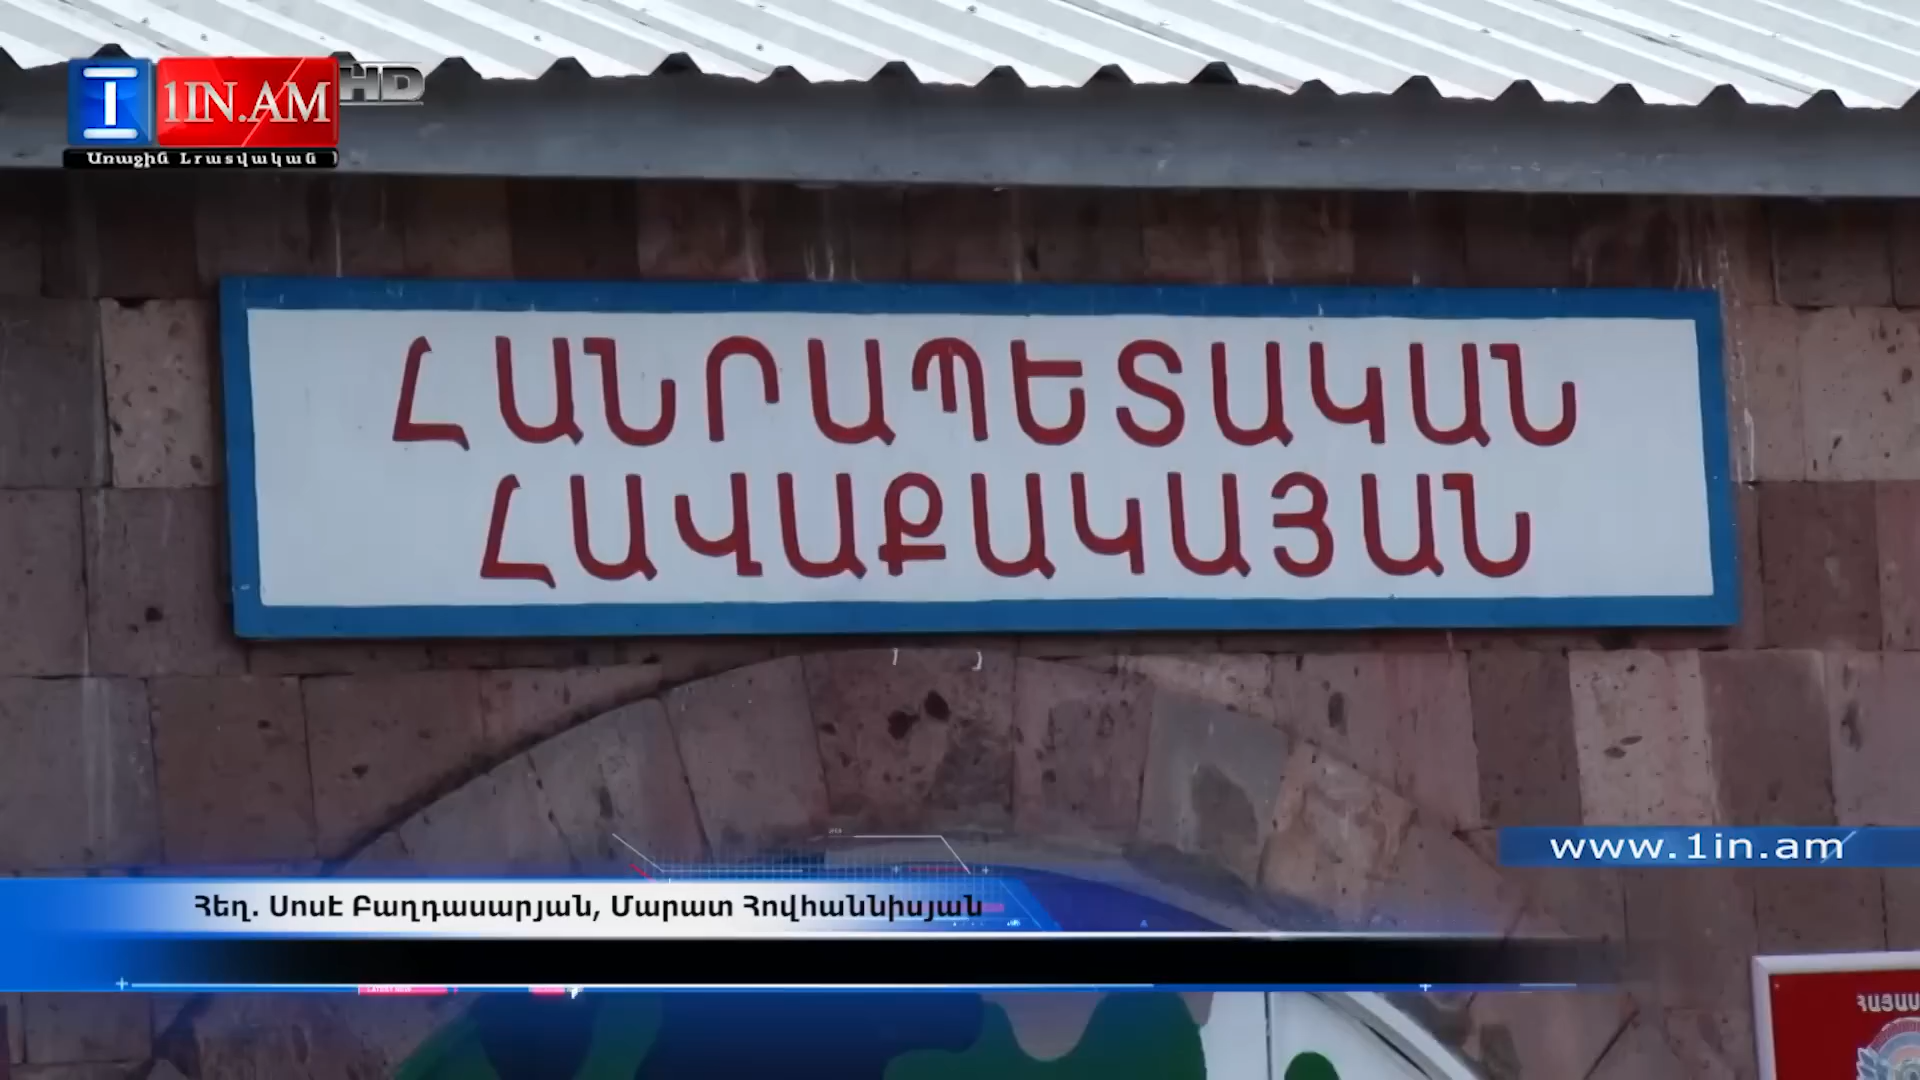 1IN.AM HD
Առաջին Լրատվական
ՀԱՆՐԱՊԵՏԱԿԱՆ
ՀԱՎԱՔԱԿԱՅԱՆ
www.1in.am
Հեղ. Սոսէ Բաղդասարյան, Մարատ Հովհաննիսյան